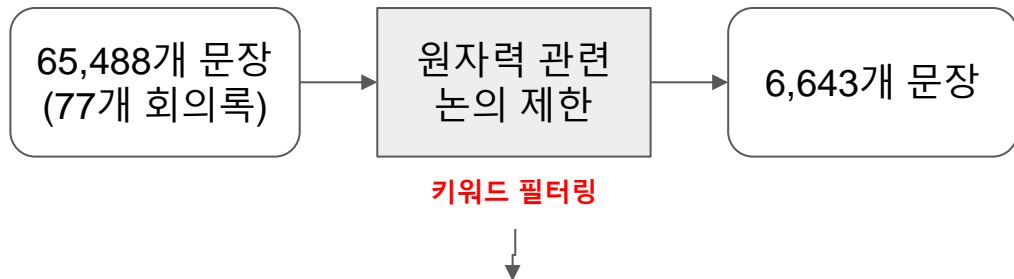 65,488개 문장
(77개 회의록)
원자력 관련
논의 제한
6,643개 문장
키워드 필터링